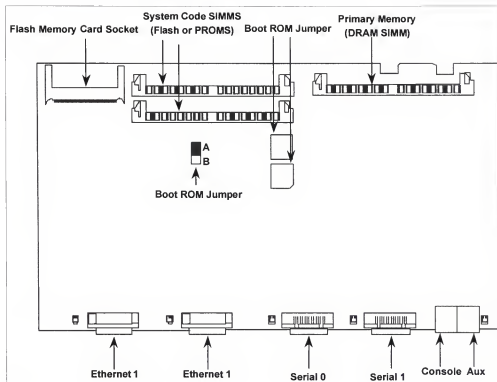 System Code SIMMS
(Flash or PROMS)
Flash Memory Card Socket
Boot ROM Jumper
Primary Memory
(DRAM SIMM)
A
B
Boot ROM Jumper
Ethernet 1
Ethernet 1
Serial 0
Serial 1
Console
Aux